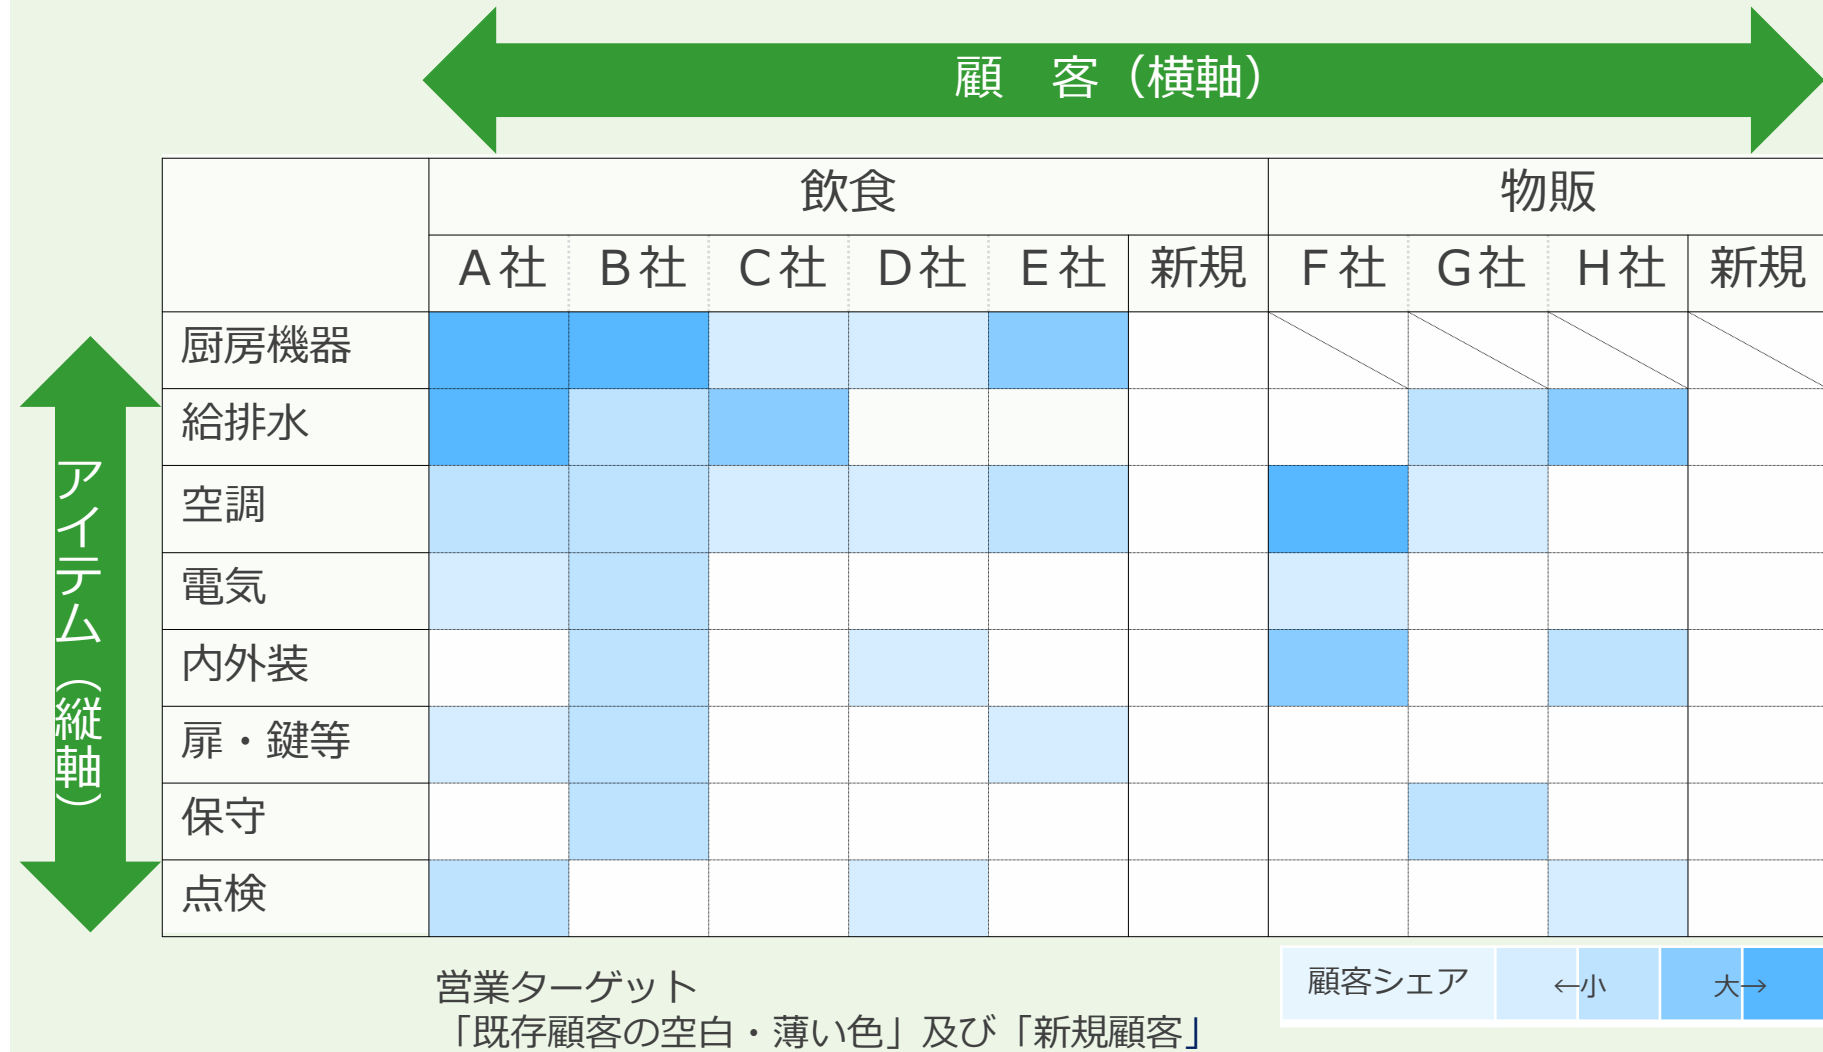 顧　客（横軸）
飲食 物販
Ａ社 Ｂ社 Ｃ社 Ｄ社 Ｅ社 新規 Ｆ社 Ｇ社 Ｈ社 新規
アイテム（縦軸）
厨房機器
給排水
空調
電気
内外装
扉・鍵等
保守
点検
顧客シェア ←小 大→
営業ターゲット
「既存顧客の空白・薄い色」及び「新規顧客」